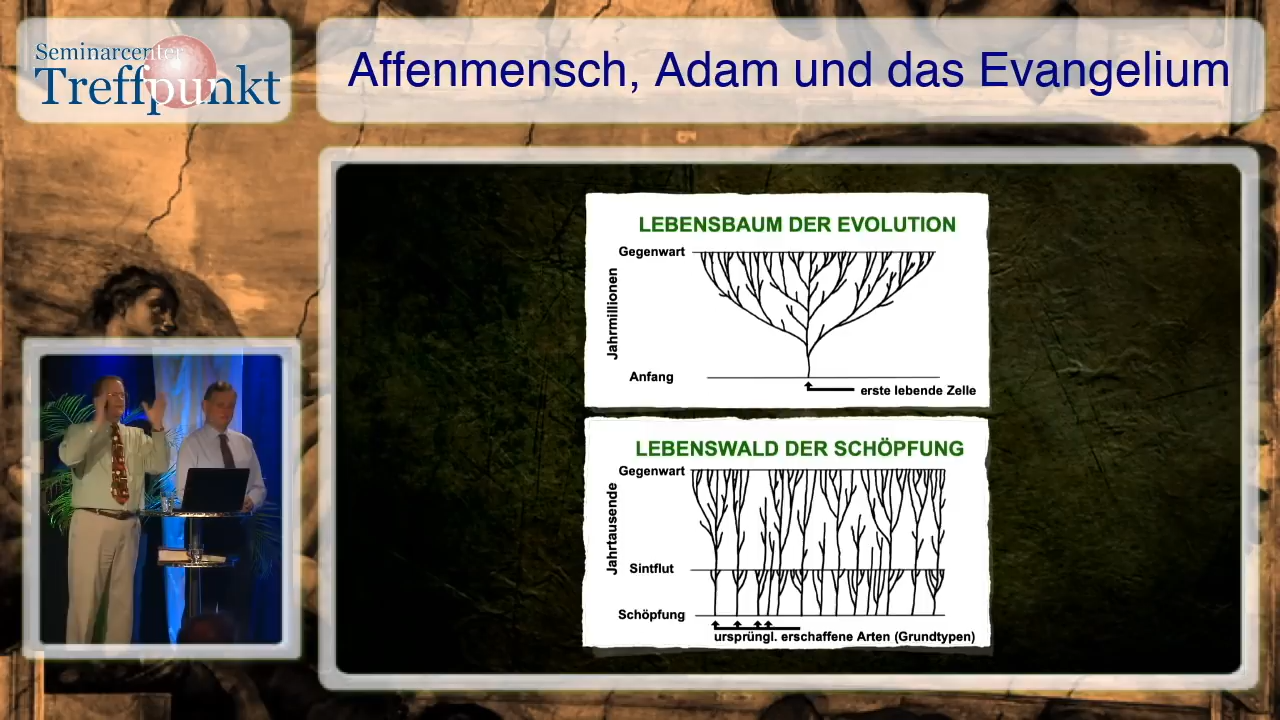 Seminarcenter
Treffpunkt
Affenmensch, Adam und das Evangelium
LEBENSBAUM DER EVOLUTION
Gegenwart
Jahrmillionen
Anfang
erste lebende Zelle
LEBENSWALD DER SCHÖPFUNG
Gegenwart
Jahrtausende
Sintflut
Schöpfung
ursprüngl. erschaffene Arten (Grundtypen)